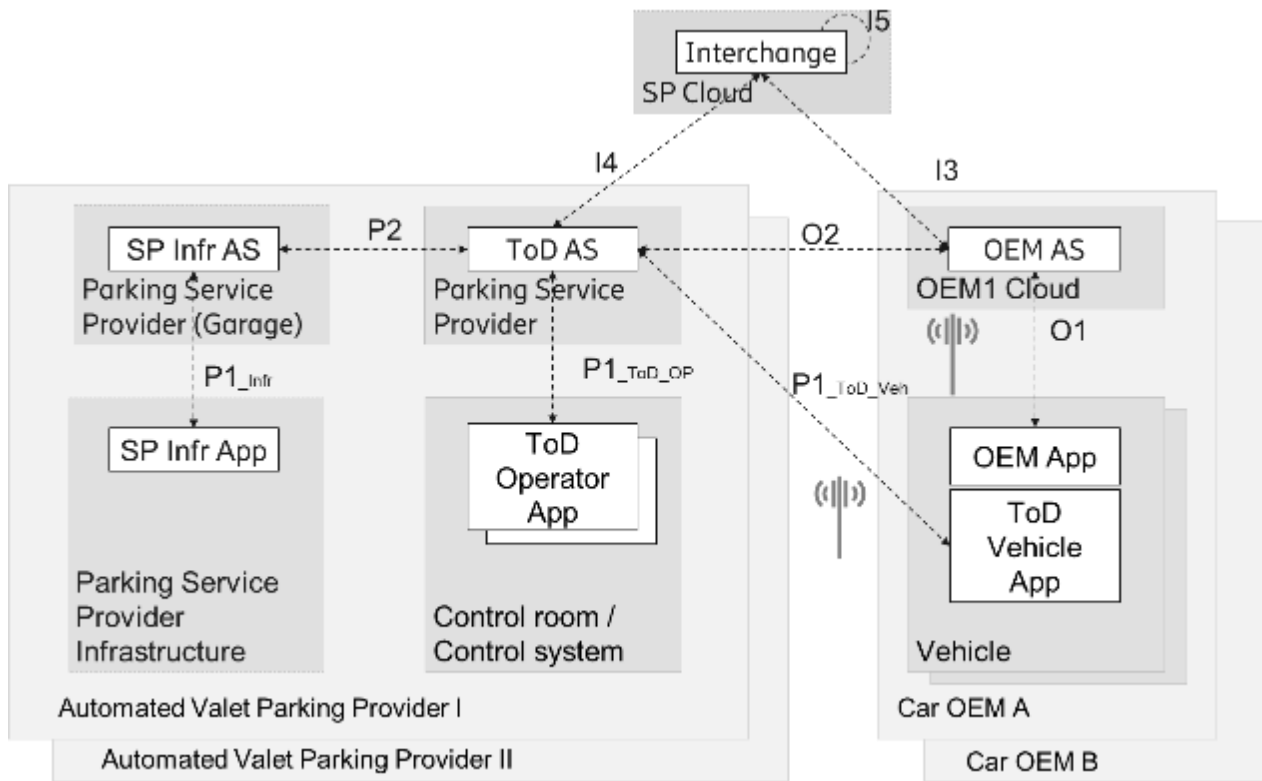 I5
Interchange
SP Cloud
I4
I3
SP Infr AS
P2
ToD AS
O2
OEM AS
Parking Service
Provider (Garage)
Parking Service
Provider
OEM1 Cloud
P1_Infr
P1_ToD_OP
P1_ToD_Veh
O1
SP Infr App
ToD
Operator
App
OEM App
ToD
Vehicle
App
Parking Service
Provider
Infrastructure
Control room /
Control system
Vehicle
Automated Valet Parking Provider I
Car OEM A
Automated Valet Parking Provider II
Car OEM B